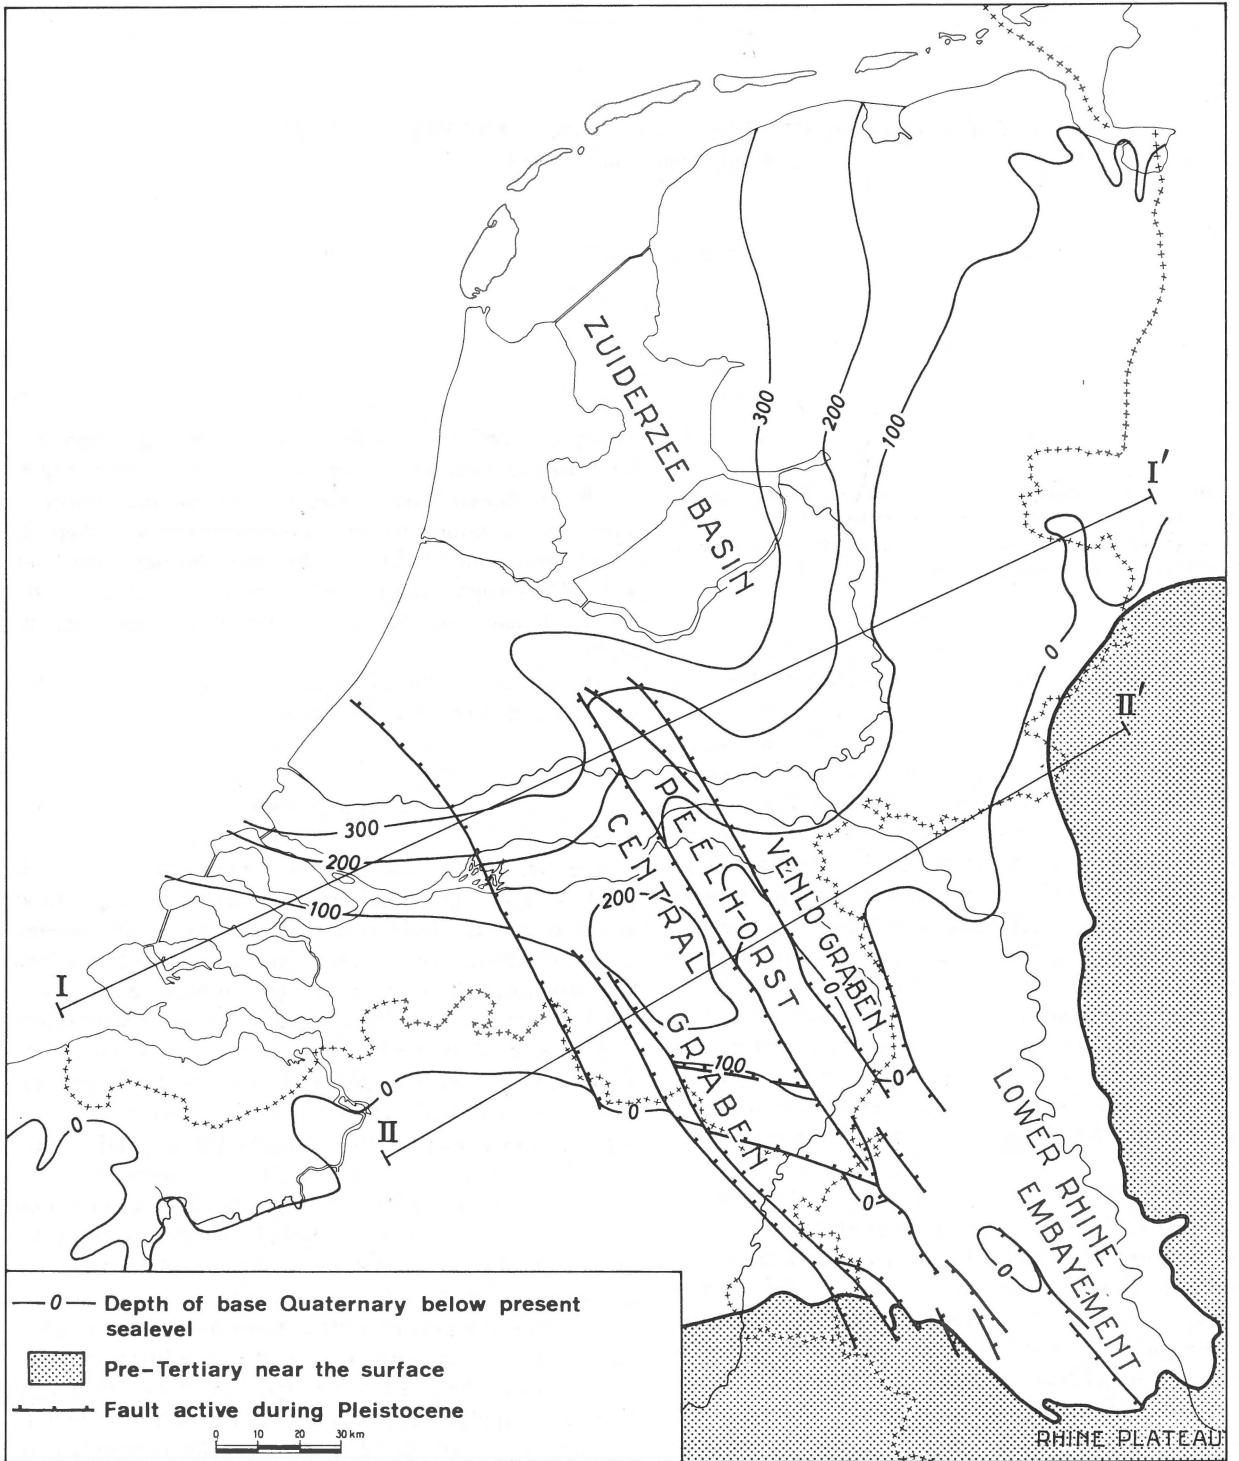 ZUIDERZEE BASIN
300
200
100
I'
0
II'
300
200
100
PEELHORST
CENTRAL GRABEN
VENLO GRABEN
200
I
0
100
0
0
0
II
0
0
0
LOWER RHINE
EMBAYEMENT
RHINE PLATEAU
—0— Depth of base Quaternary below present
sealevel
Pre-Tertiary near the surface
Fault active during Pleistocene
0 10 20 30 km